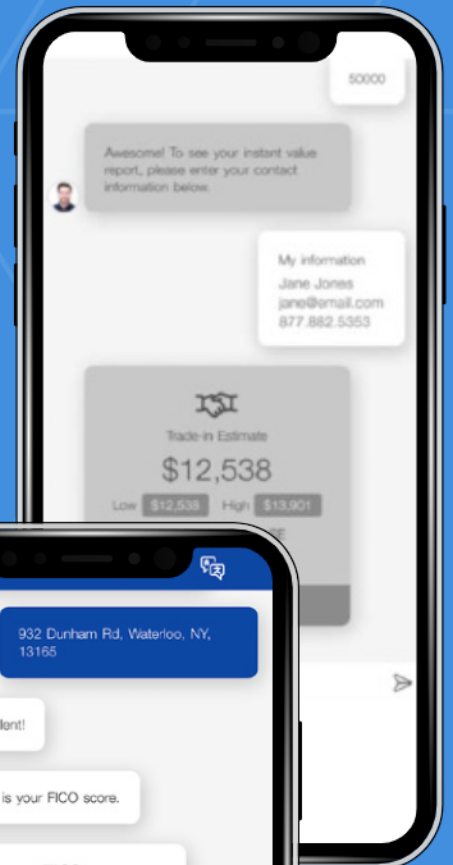 50000
Awesome! To see your instant value
report, please enter your contact
information below.
My information
Jane Jones
jane@email.com
877.882.5353
Trade-in Estimate
$12,538
Low $12,538 High $13,901
932 Dunham Rd, Waterloo, NY,
13165
is your FICO score.